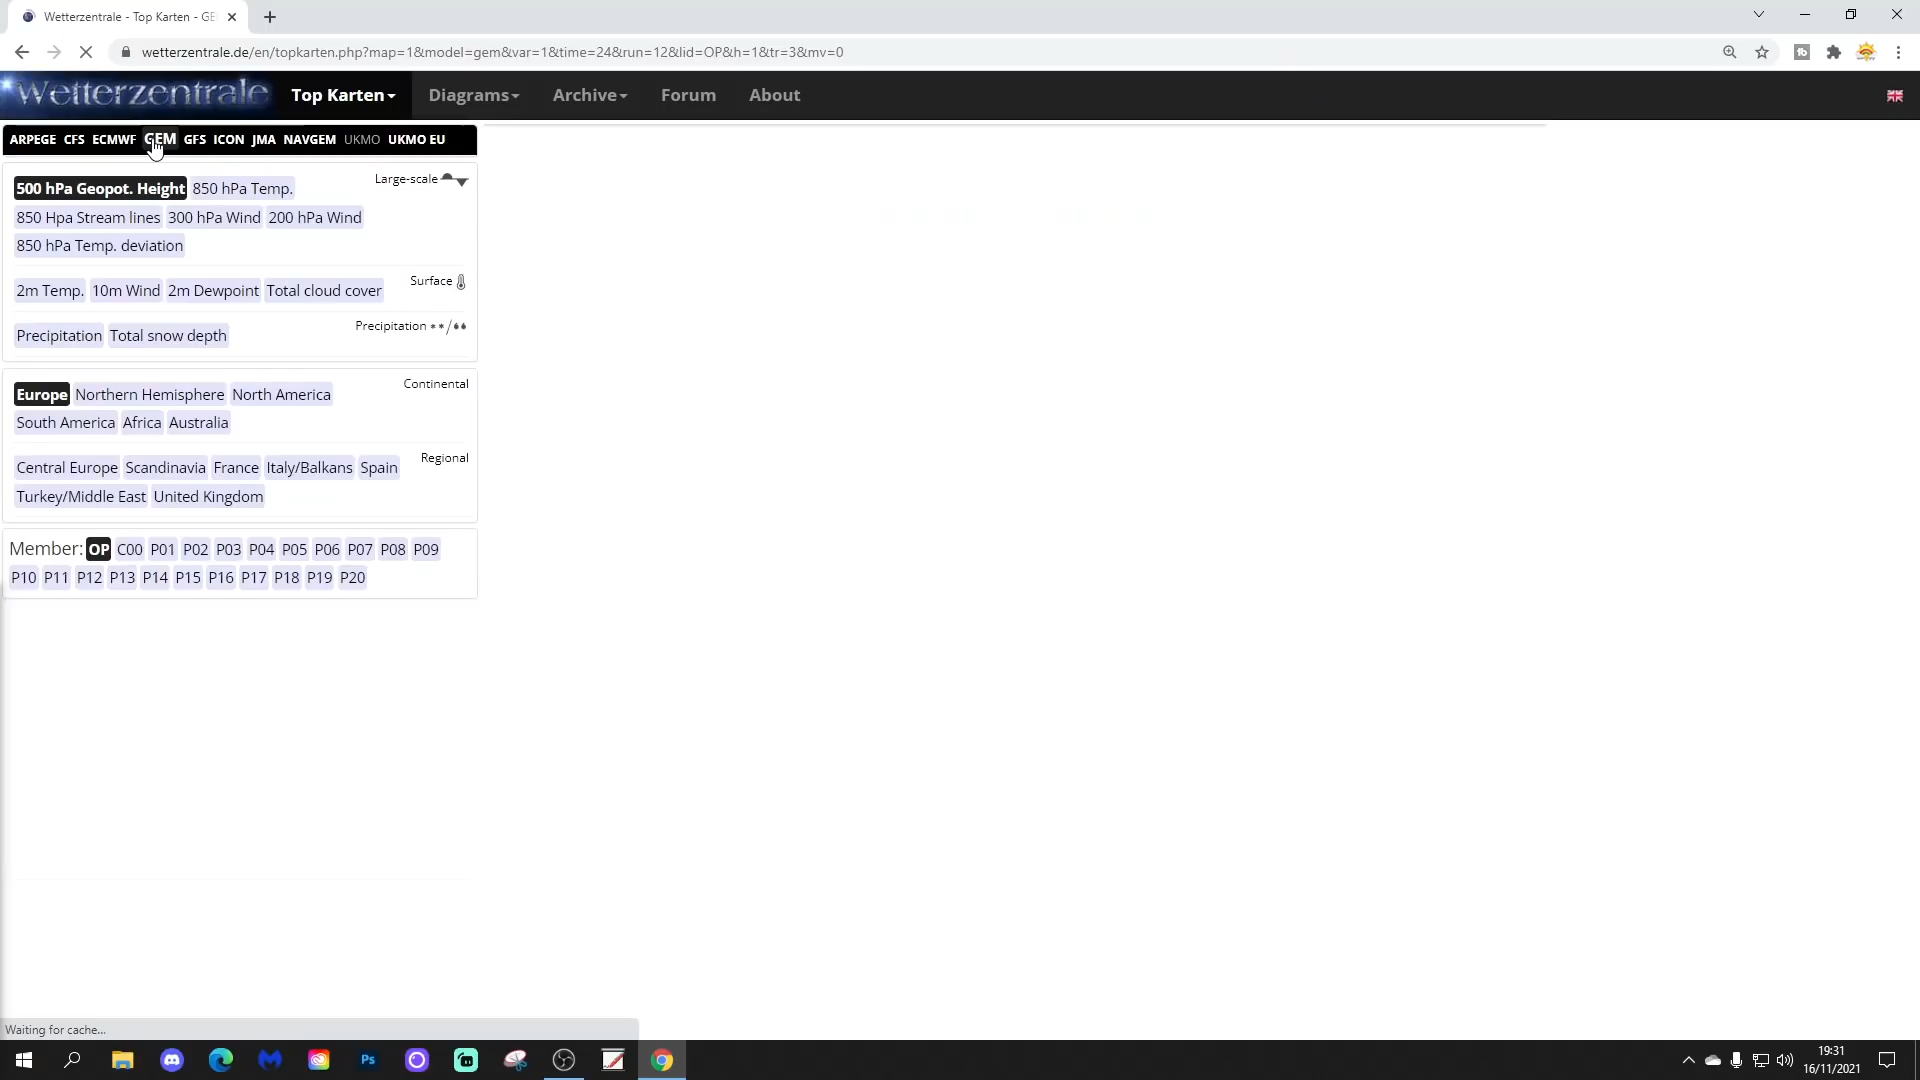 Wetterzentrale - Top Karten - GE
wetterzentrale.de/en/topkarten.php?map=1&model=gem&var=1&time=24&run=12&lid=OP&h=1&tr=3&mv=0
Wetterzentrale Top Karten Diagrams Archive Forum About
ARPEGE CFS ECMWF GEM GFS ICON JMA NAVGEM UKMO UKMO EU
Large-scale
500 hPa Geopot. Height 850 hPa Temp.
850 Hpa Stream lines 300 hPa Wind 200 hPa Wind
850 hPa Temp. deviation
Surface
2m Temp. 10m Wind 2m Dewpoint Total cloud cover
Precipitation **/
Precipitation Total snow depth
Continental
Europe Northern Hemisphere North America
South America Africa Australia
Regional
Central Europe Scandinavia France Italy/Balkans Spain
Turkey/Middle East United Kingdom
Member: OP C00 P01 P02 P03 P04 P05 P06 P07 P08 P09
P10 P11 P12 P13 P14 P15 P16 P17 P18 P19 P20
Waiting for cache...
Ps
19:31
16/11/2021